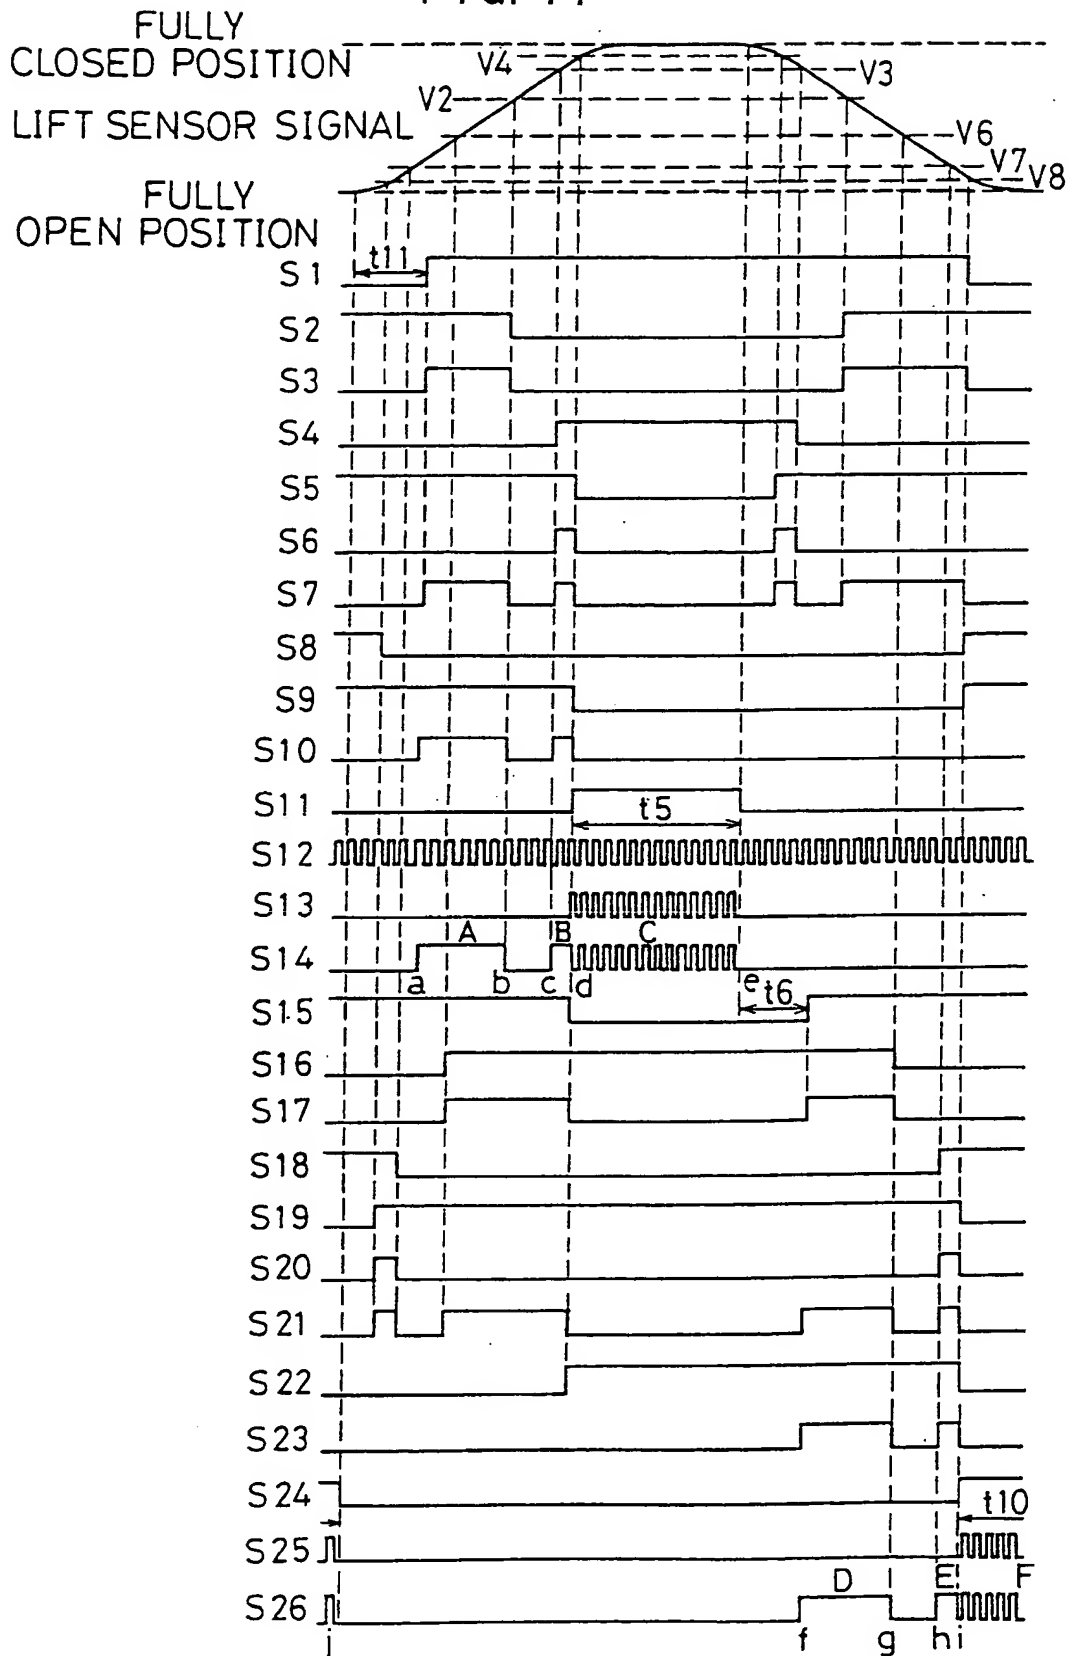 FULLY
CLOSED POSITION
V4
V3
V2
LIFT SENSOR SIGNAL
V6
V7
V8
FULLY
OPEN POSITION
t11
S1
S2
S3
S4
S5
S6
S7
S8
S9
S10
S11
t5
S12
S13
A B C
S14
a b c d e
t6
S15
S16
S17
S18
S19
S20
S21
S22
S23
S24
t10
S25
D E F
S26
j f g h i